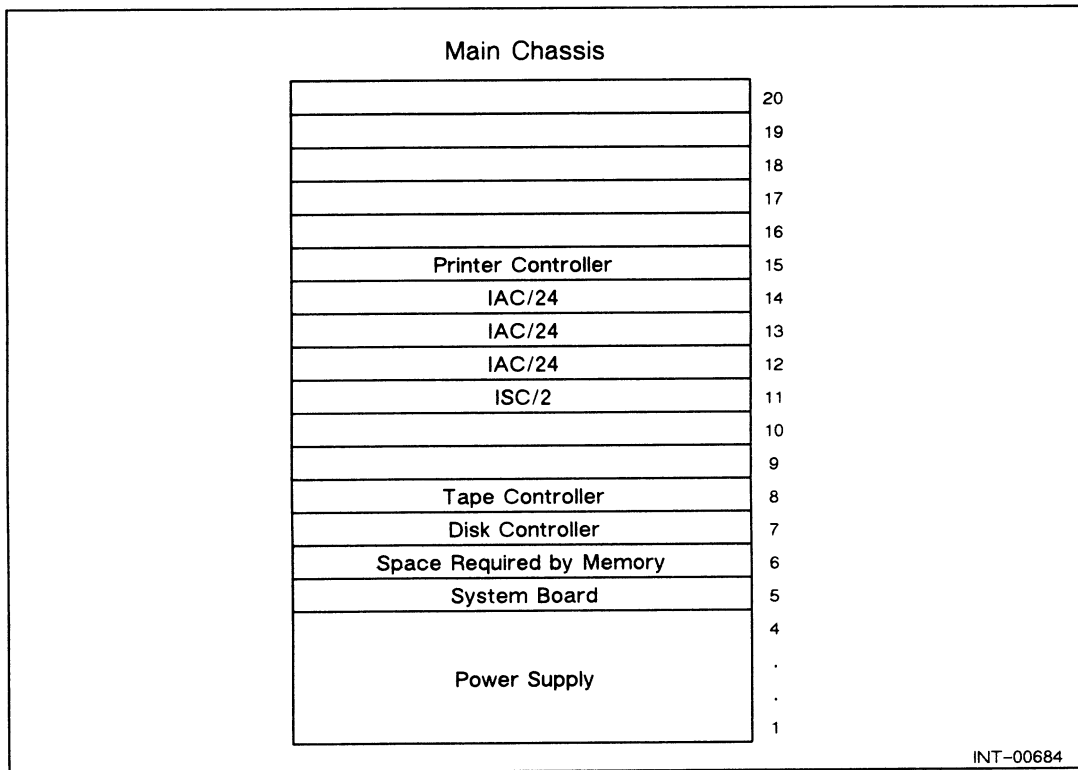 Main Chassis
20
19
18
17
16
Printer Controller 15
IAC/24 14
IAC/24 13
IAC/24 12
ISC/2 11
10
9
Tape Controller 8
Disk Controller 7
Space Required by Memory 6
System Board 5
4
.
Power Supply
.
1
INT-00684